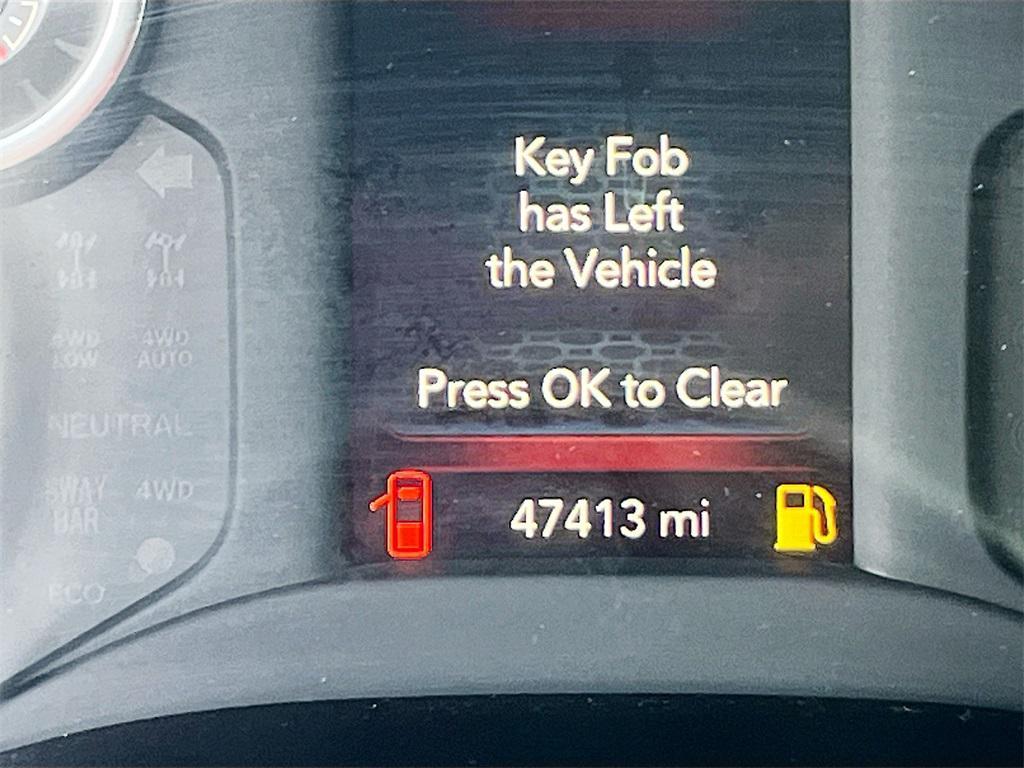 Key Fob
has Left
the Vehicle
Press OK to Clear
47413 mi
4WD 4WD
LOW AUTO
NEUTRAL
SWAY 4WD
BAR
ECO